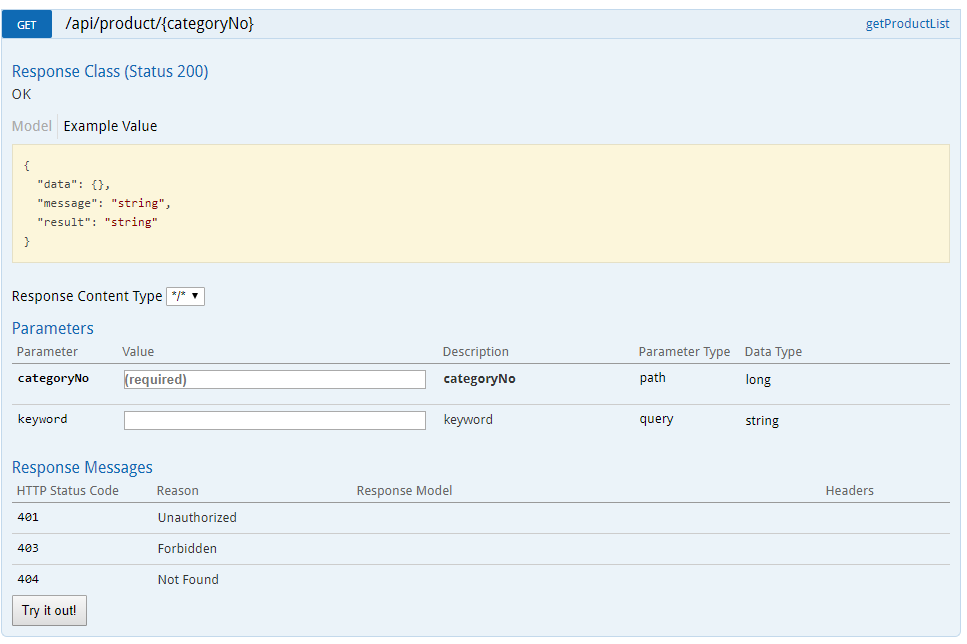 GET /api/product/{categoryNo} getProductList
Response Class (Status 200)
OK
Model Example Value
{
"data": {},
"message": "string",
"result": "string"
}
Response Content Type */* ▼
Parameters
Parameter Value Description Parameter Type Data Type
categoryNo (required) categoryNo path long
keyword keyword query string
Response Messages
HTTP Status Code Reason Response Model Headers
401 Unauthorized
403 Forbidden
404 Not Found
Try it out!